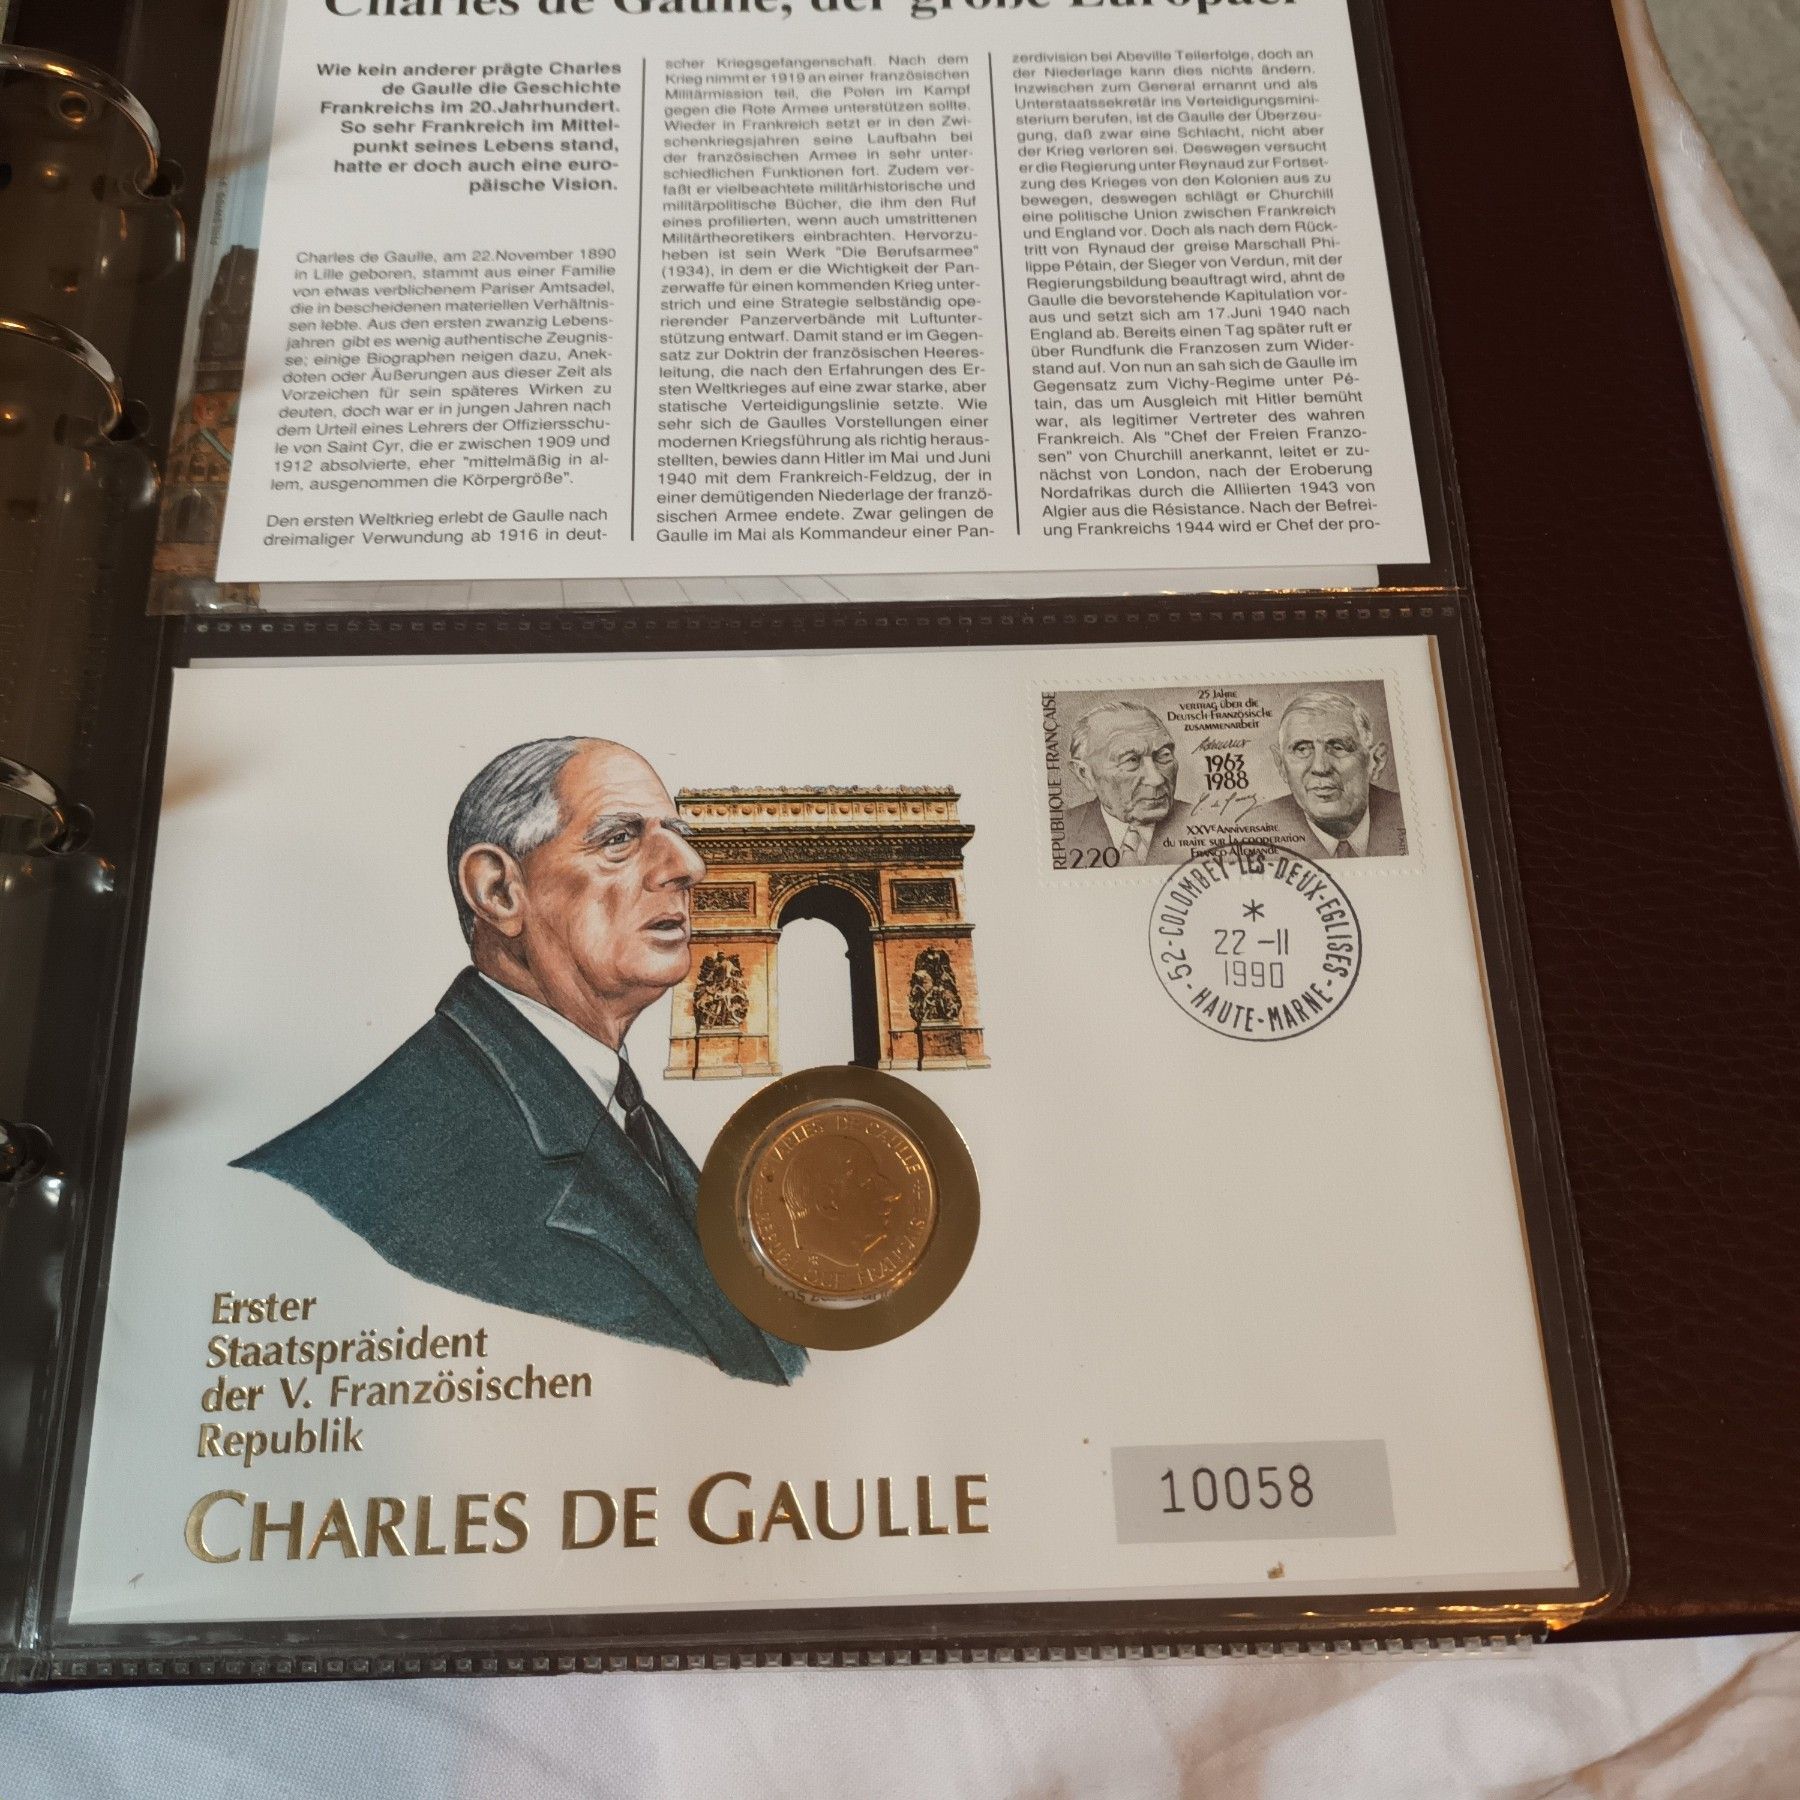 Charles de Gaulle, der große Europäer
Wie kein anderer prägte Charles
de Gaulle die Geschichte
Frankreichs im 20.Jahrhundert.
So sehr Frankreich im Mittel-
punkt seines Lebens stand,
hatte er doch auch eine euro-
päische Vision.
Charles de Gaulle, am 22.November 1890
in Lille geboren, stammt aus einer Familie
von etwas verblichenem Pariser Amtsadel,
die in bescheidenen materiellen Verhältnis-
sen lebte. Aus den ersten zwanzig Lebens-
jahren gibt es wenig authentische Zeugnis-
se; einige Biographen neigen dazu, Anek-
doten oder Äußerungen aus dieser Zeit als
Vorzeichen für sein späteres Wirken zu
deuten, doch war er in jungen Jahren nach
dem Urteil eines Lehrers der Offiziersschu-
le von Saint Cyr, die er zwischen 1909 und
1912 absolvierte, eher "mittelmäßig in al-
lem, ausgenommen die Körpergröße".
Den ersten Weltkrieg erlebt de Gaulle nach
dreimaliger Verwundung ab 1916 in deut-
scher Kriegsgefangenschaft. Nach dem
Krieg nimmt er 1919 an einer französischen
Militärmission teil, die Polen im Kampf
gegen die Rote Armee unterstützen sollte.
Wieder in Frankreich setzt er in den Zwi-
schenkriegsjahren seine Laufbahn bei
der französischen Armee in sehr unter-
schiedlichen Funktionen fort. Zudem ver-
faßt er vielbeachtete militärhistorische und
militärpolitische Bücher, die ihm den Ruf
eines profilierten, wenn auch umstrittenen
Militärtheoretikers einbrachten. Hervorzu-
heben ist sein Werk "Die Berufsarmee"
(1934), in dem er die Wichtigkeit der Pan-
zerwaffe für einen kommenden Krieg unter-
strich und eine Strategie selbständig ope-
rierender Panzerverbände mit Luftunter-
stützung entwarf. Damit stand er im Gegen-
satz zur Doktrin der französischen Heeres-
leitung, die nach den Erfahrungen des Er-
sten Weltkrieges auf eine zwar starke, aber
statische Verteidigungslinie setzte. Wie
sehr sich de Gaulles Vorstellungen einer
modernen Kriegsführung als richtig heraus-
stellten, bewies dann Hitler im Mai und Juni
1940 mit dem Frankreich-Feldzug, der in
einer demütigenden Niederlage der franzö-
sischen Armee endete. Zwar gelingen de
Gaulle im Mai als Kommandeur einer Pan-
zerdivision bei Abeville Teilerfolge, doch an
der Niederlage kann dies nichts ändern.
Inzwischen zum General ernannt und als
Unterstaatssekretär ins Verteidigungsmini-
sterium berufen, ist de Gaulle der Überzeu-
gung, daß zwar eine Schlacht, nicht aber
der Krieg verloren sei. Deswegen versucht
er die Regierung unter Reynaud zur Fortset-
zung des Krieges von den Kolonien aus zu
bewegen, deswegen schlägt er Churchill
eine politische Union zwischen Frankreich
und England vor. Doch als nach dem Rück-
tritt von Rynaud der greise Marschall Phi-
lippe Pétain, der Sieger von Verdun, mit der
Regierungsbildung beauftragt wird, ahnt de
Gaulle die bevorstehende Kapitulation vor-
aus und setzt sich am 17.Juni 1940 nach
England ab. Bereits einen Tag später ruft er
über Rundfunk die Franzosen zum Wider-
stand auf. Von nun an sah sich de Gaulle im
Gegensatz zum Vichy-Regime unter Pé-
tain, das um Ausgleich mit Hitler bemüht
war, als legitimer Vertreter des wahren
Frankreich. Als "Chef der Freien Franzo-
sen" von Churchill anerkannt, leitet er zu-
nächst von London, nach der Eroberung
Nordafrikas durch die Alliierten 1943 von
Algier aus die Résistance. Nach der Befrei-
ung Frankreichs 1944 wird er Chef der pro-
RÉPUBLIQUE FRANÇAISE
25 Jahre
Vertrag über die
Deutsch-Französische
Zusammenarbeit
1963
1988
XXVe Anniversaire
du traité sur la coopération
Franco-Allemande
2,20
52-COLOMBEY-LES-DEUX-EGLISES
22-11
1990
HAUTE-MARNE
CHARLES DE GAULLE
REPUBLIQUE FRANCAISE
Erster
Staatspräsident
der V. Französischen
Republik
CHARLES DE GAULLE
10058